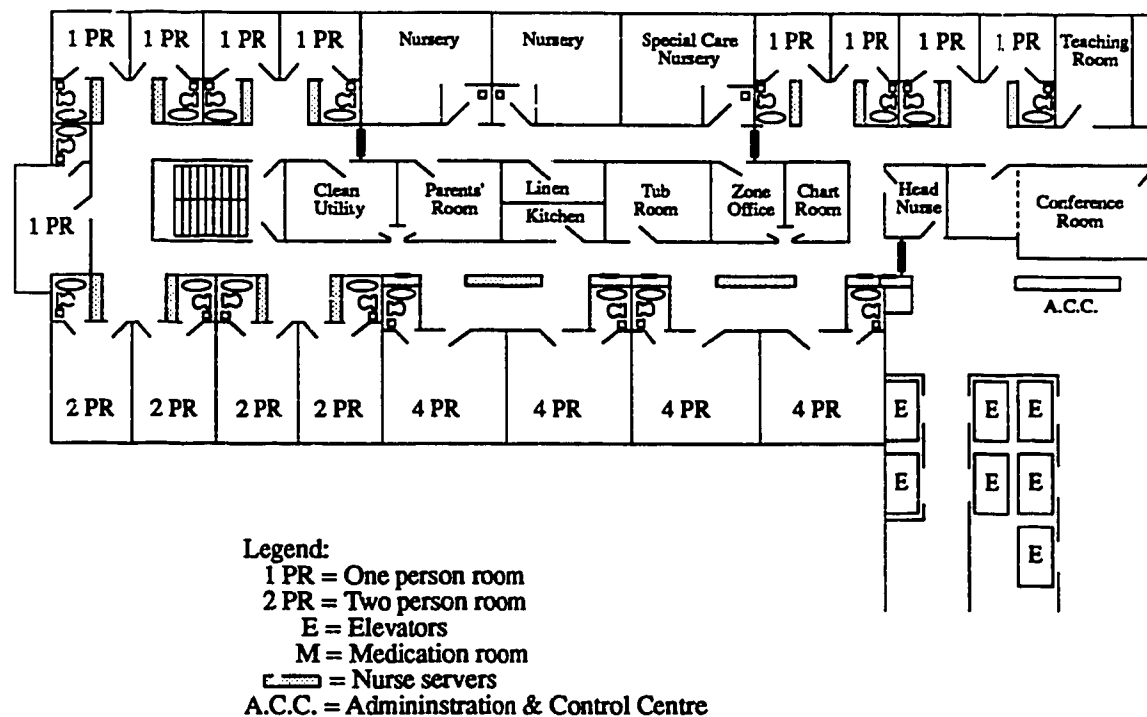 1 PR 1 PR 1 PR 1 PR Nursery Nursery Special Care Nursery 1 PR 1 PR 1 PR 1 PR Teaching Room
Clean Utility Parents' Room Linen Kitchen Tub Room Zone Office Chart Room Head Nurse Conference Room
1 PR
A.C.C.
2 PR 2 PR 2 PR 2 PR 4 PR 4 PR 4 PR 4 PR E E E
E E E
E
Legend:
1 PR = One person room
2 PR = Two person room
E = Elevators
M = Medication room
= Nurse servers
A.C.C. = Admininstration & Control Centre